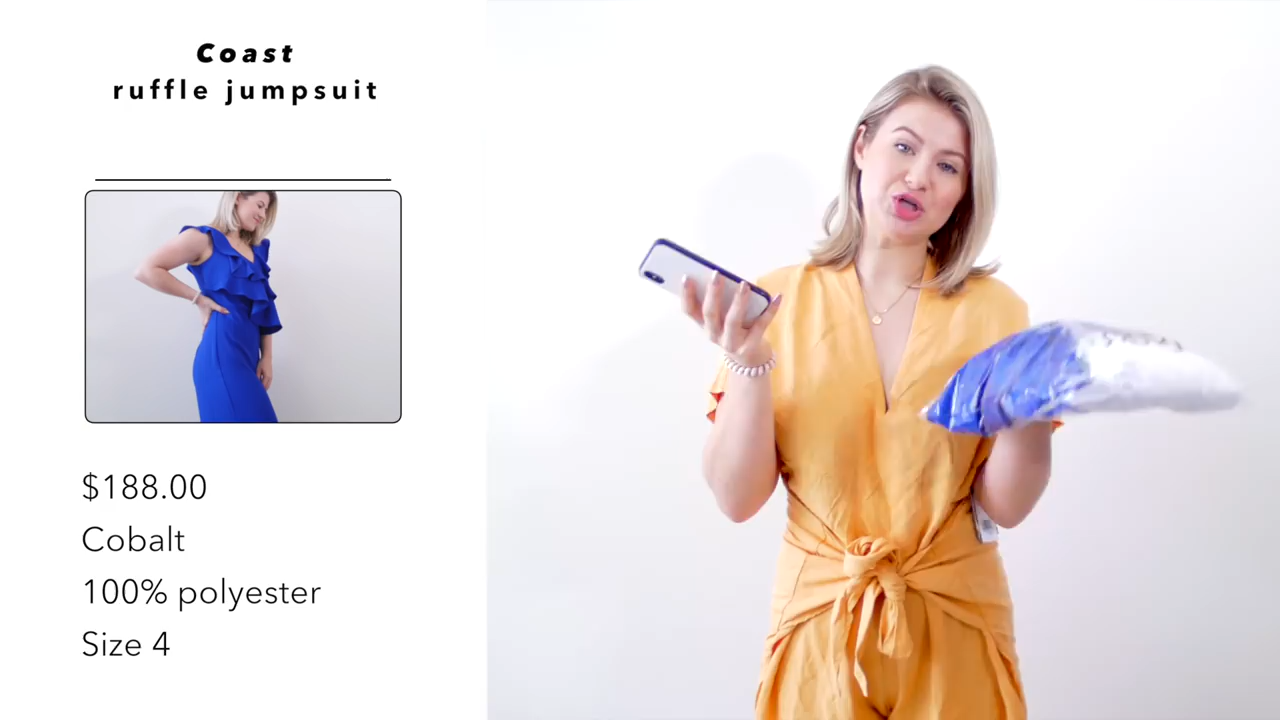 Coast
ruffle jumpsuit
$188.00
Cobalt
100% polyester
Size 4